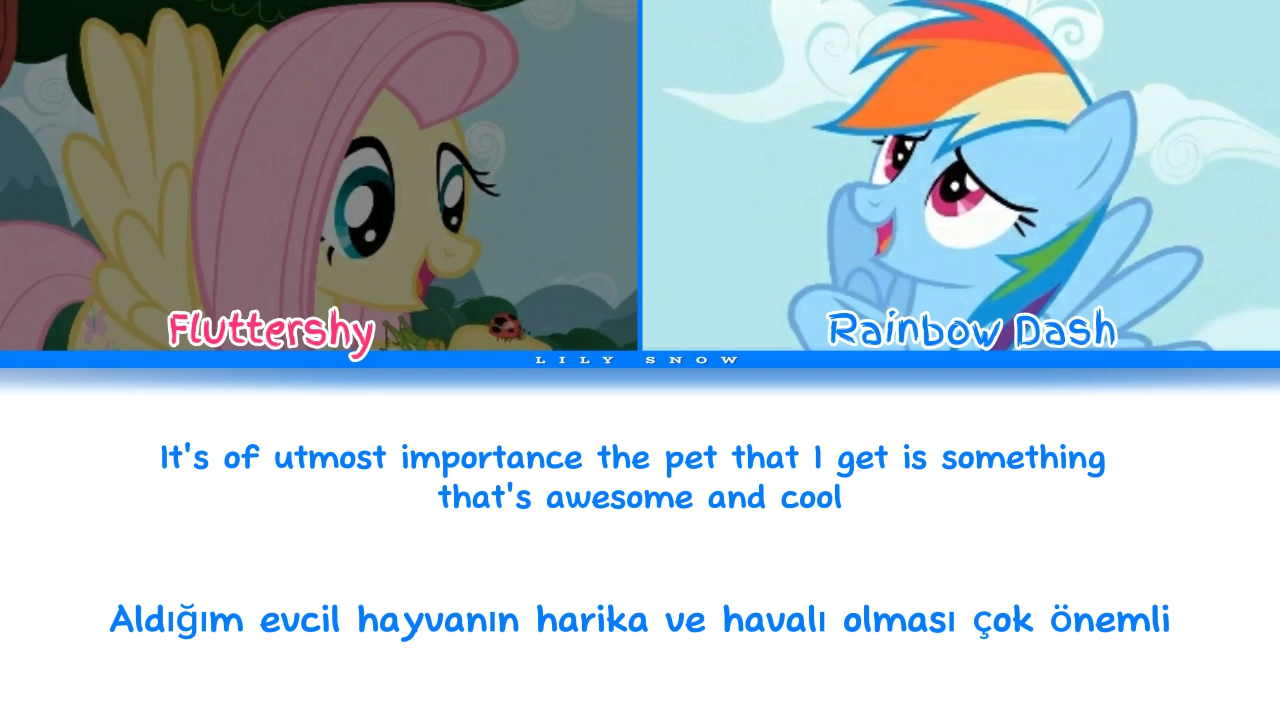 Fluttershy
Rainbow Dash
LILY SNOW
It's of utmost importance the pet that I get is something
that's awesome and cool
Aldığım evcil hayvanın harika ve havalı olması çok önemli